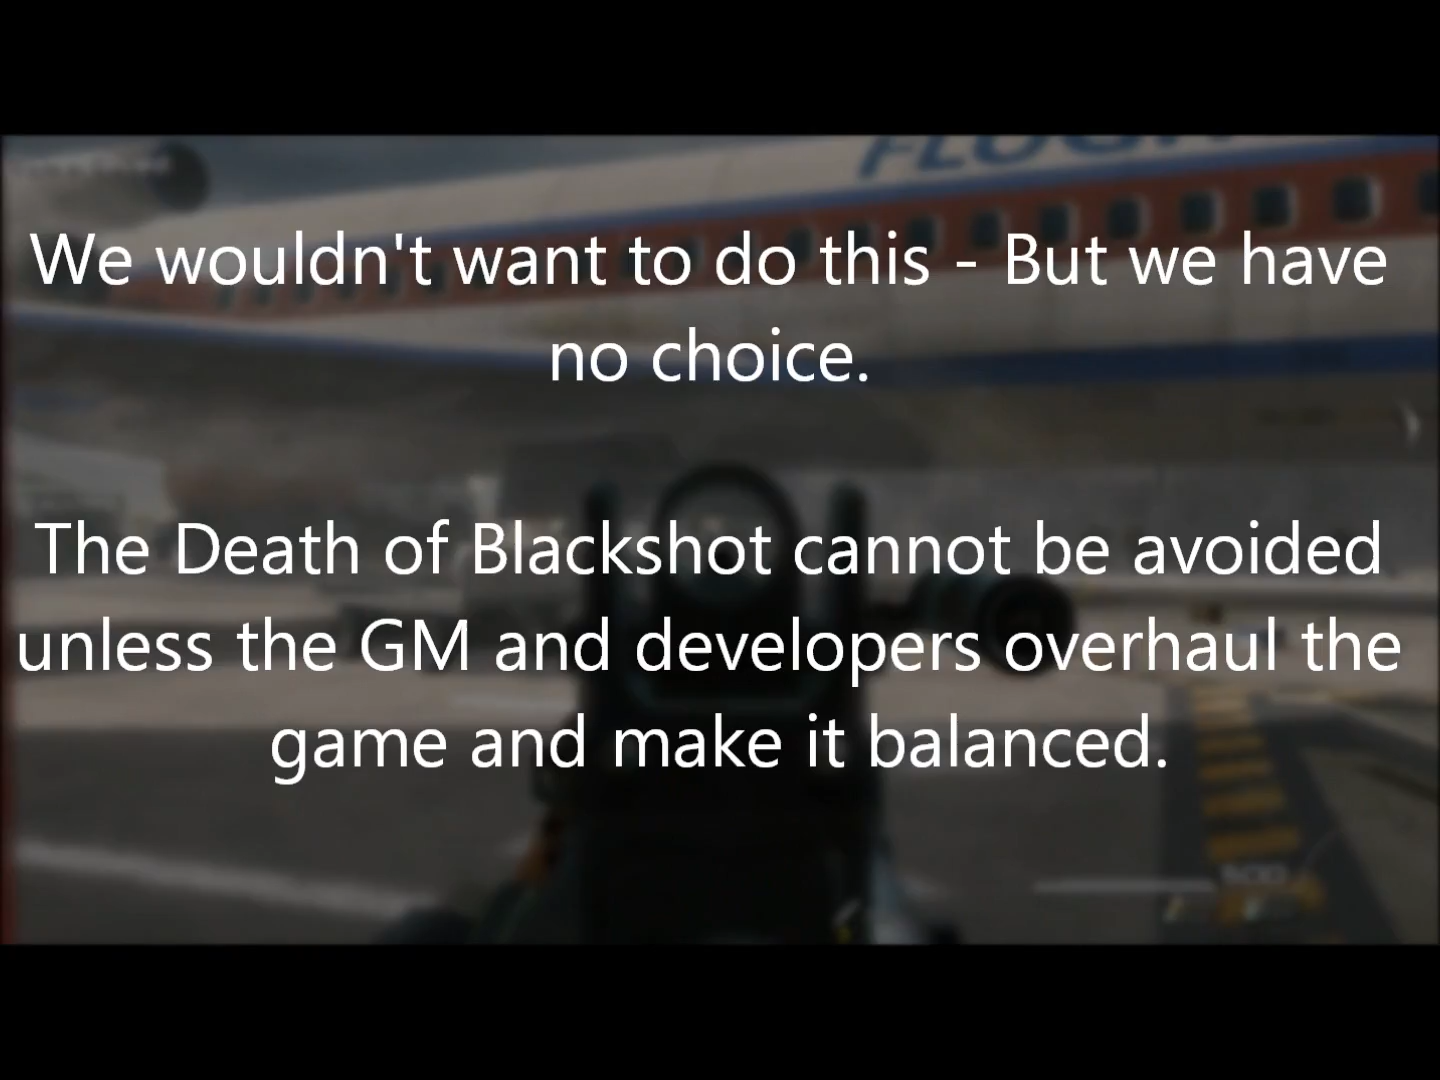 FLUGH
We wouldn't want to do this - But we have
no choice.
The Death of Blackshot cannot be avoided
unless the GM and developers overhaul the
game and make it balanced.